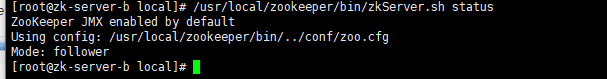 [root@zk-server-b local]# /usr/local/zookeeper/bin/zkServer.sh status
ZooKeeper JMX enabled by default
Using config: /usr/local/zookeeper/bin/../conf/zoo.cfg
Mode: follower
[root@zk-server-b local]#